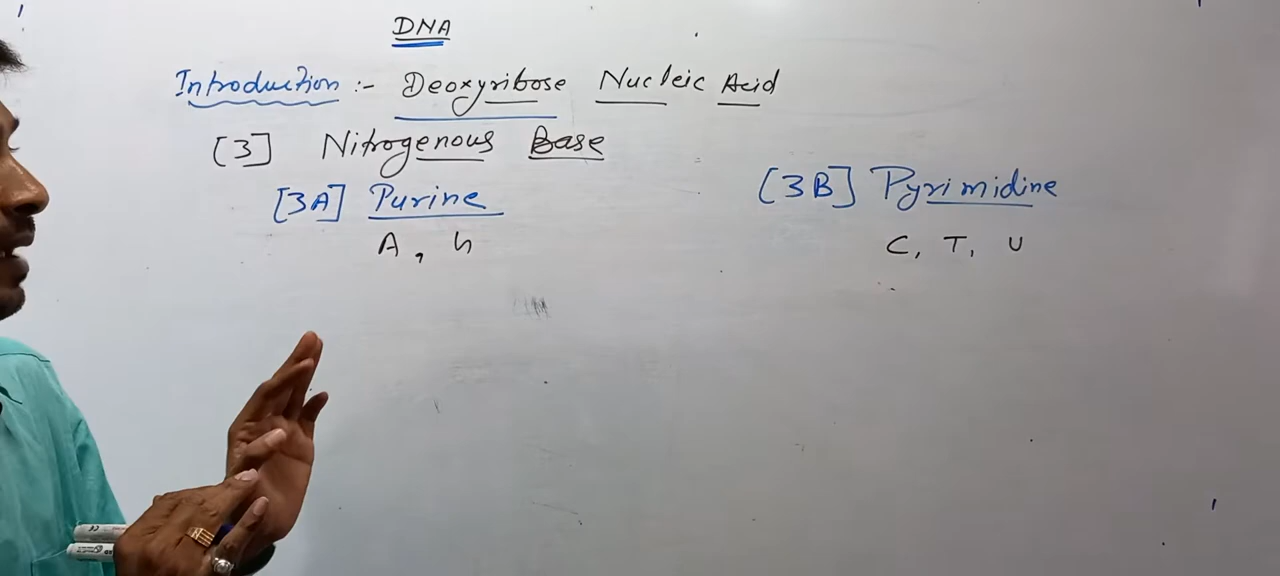 DNA
Introduction :- Deoxyribose Nucleic Acid
[3] Nitrogenous Base
[3A] Purine
[3B] Pyrimidine
A, G
C, T, U